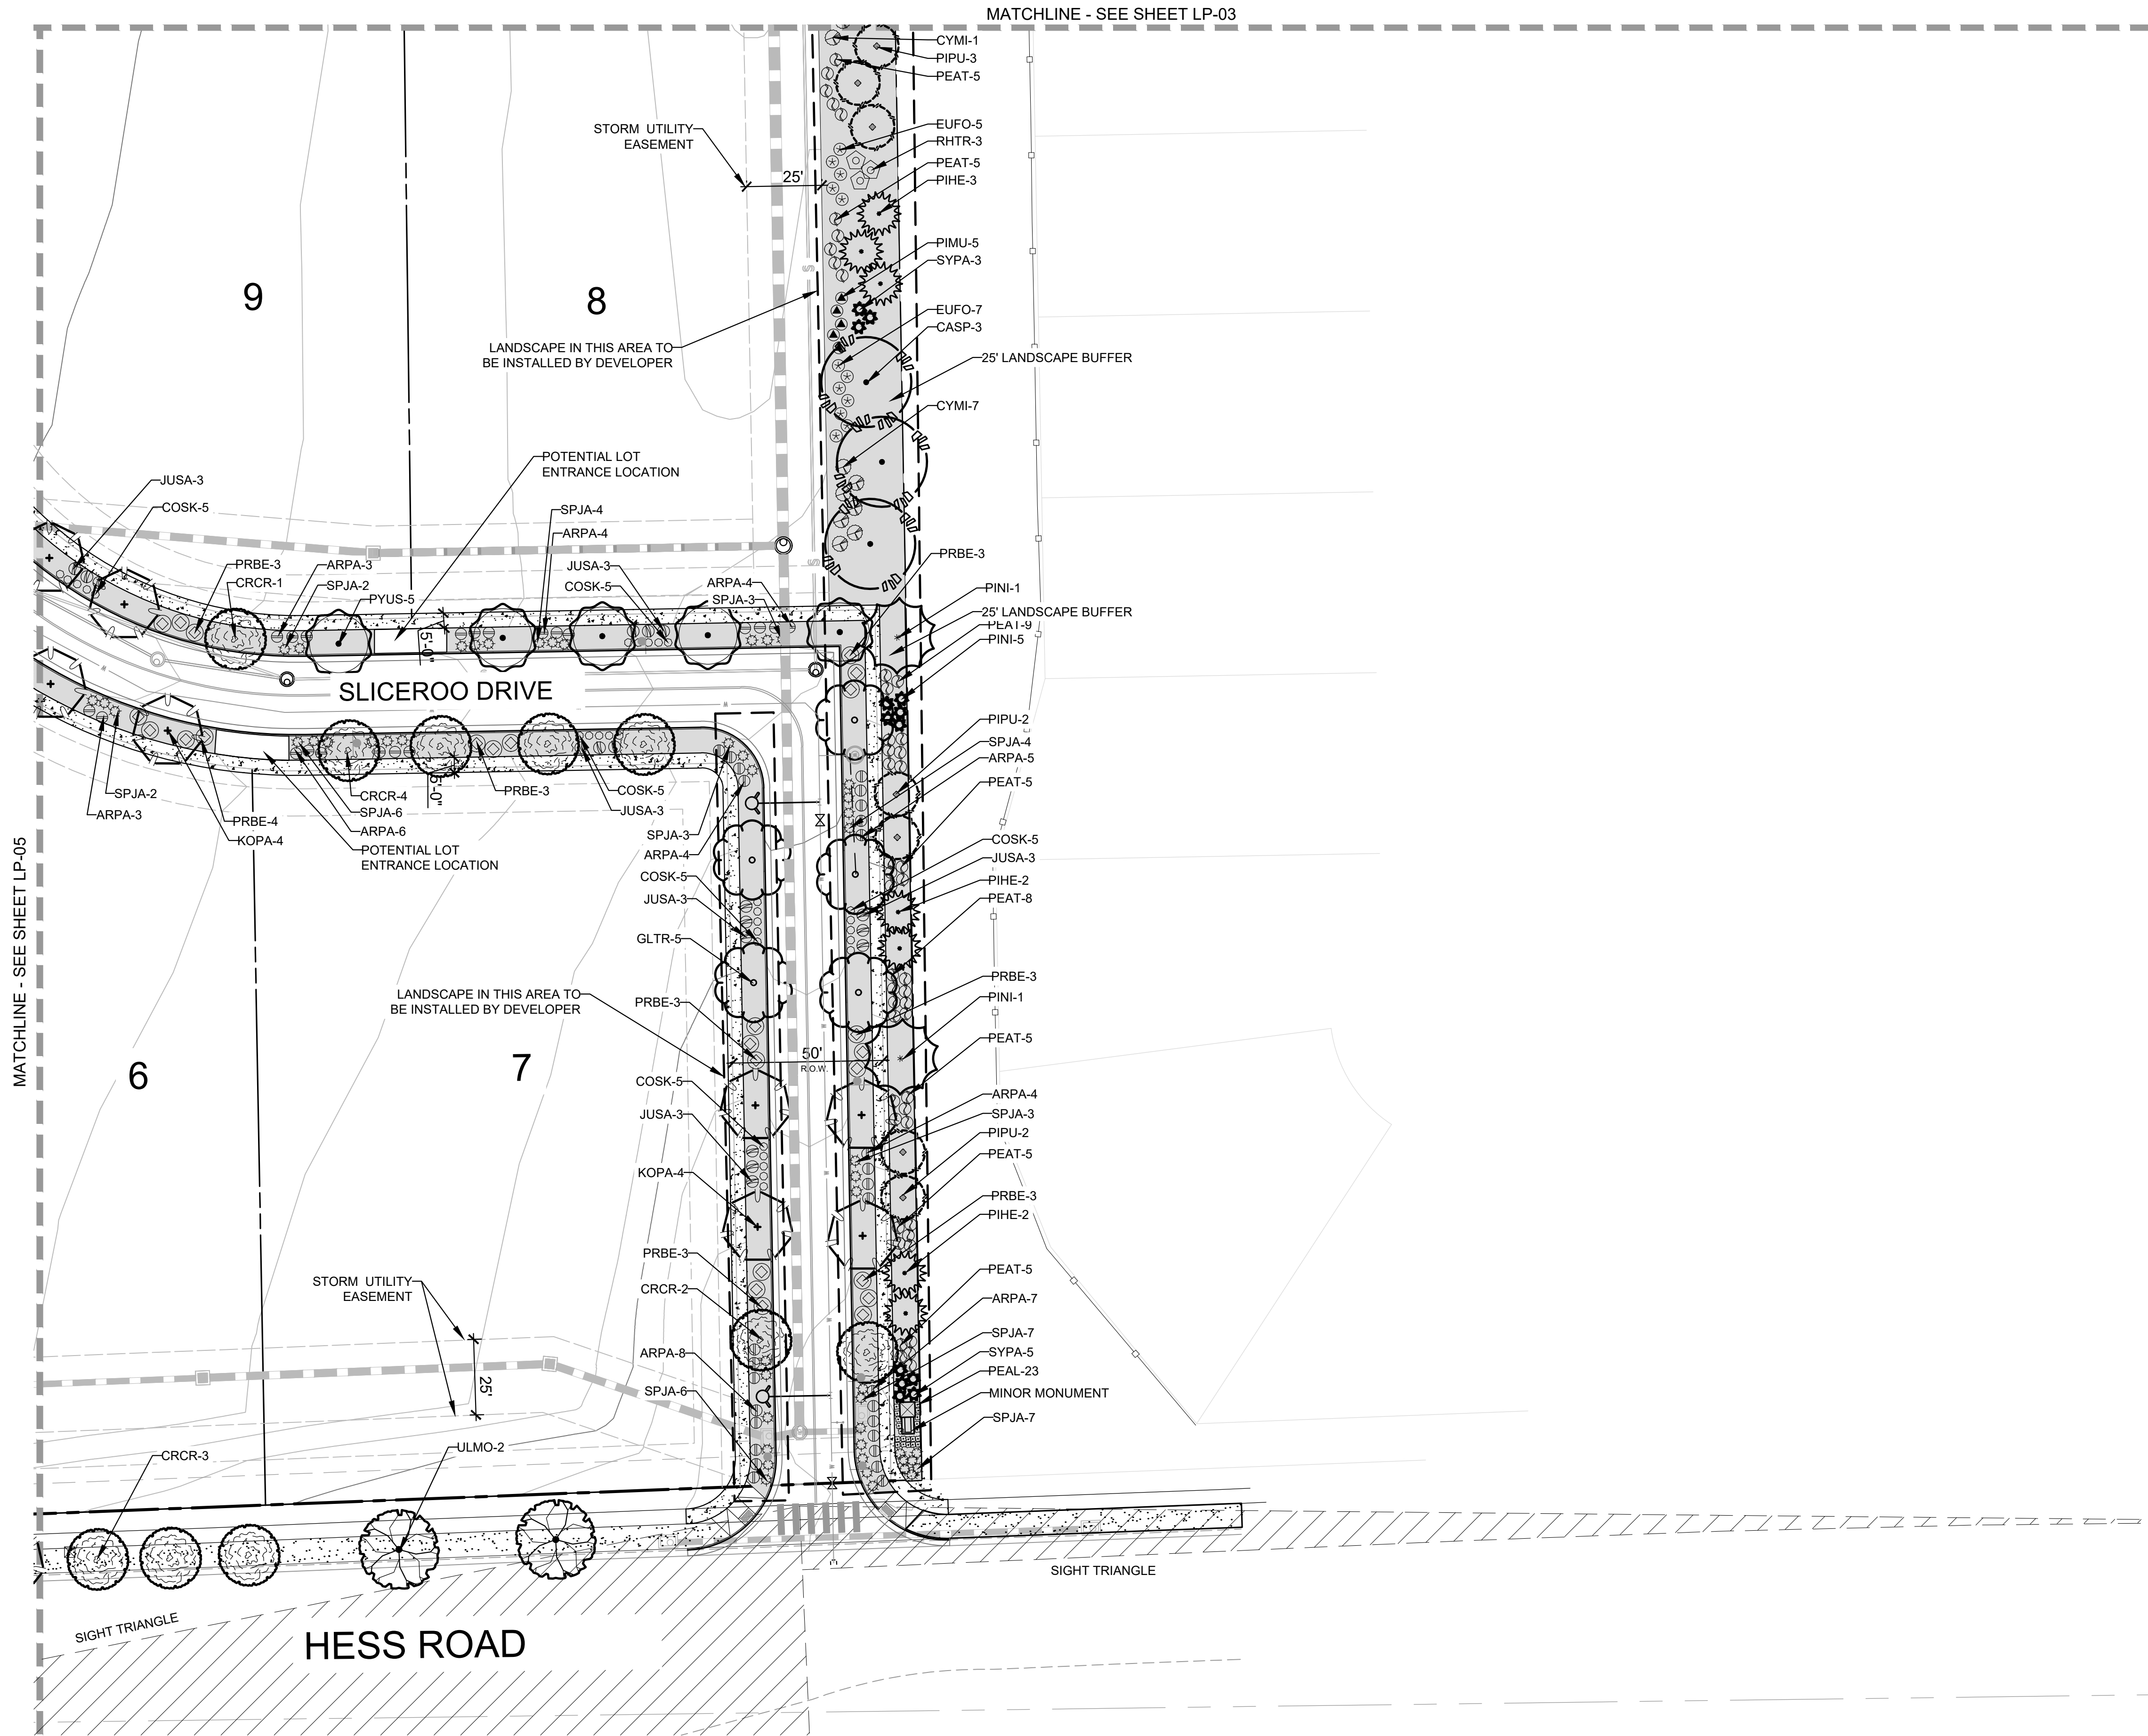 MATCHLINE - SEE SHEET LP-03
CYMI-1
PIPU-3
PEAT-5
STORM UTILITY
EASEMENT
25'
EUFO-5
RHTR-3
PEAT-5
PIHE-3
PIMU-5
SYPA-3
9
8
EUFO-7
CASP-3
LANDSCAPE IN THIS AREA TO
BE INSTALLED BY DEVELOPER
25' LANDSCAPE BUFFER
CYMI-7
POTENTIAL LOT
ENTRANCE LOCATION
JUSA-3
COSK-5
SPJA-4
ARPA-4
PRBE-3
CRCR-1
ARPA-3
SPJA-2
PYUS-5
JUSA-3
COSK-5
ARPA-4
SPJA-3
PRBE-3
PINI-1
25' LANDSCAPE BUFFER
PEAT-9
PINI-5
5'-0"
SLICEROO DRIVE
PIPU-2
SPJA-4
ARPA-5
PEAT-5
SPJA-2
ARPA-3
PRBE-4
KOPA-4
CRCR-4
SPJA-6
ARPA-6
POTENTIAL LOT
ENTRANCE LOCATION
5'-0"
PRBE-3
COSK-5
JUSA-3
SPJA-3
ARPA-4
COSK-5
JUSA-3
GLTR-5
COSK-5
JUSA-3
PIHE-2
PEAT-8
MATCHLINE - SEE SHEET LP-05
LANDSCAPE IN THIS AREA TO
BE INSTALLED BY DEVELOPER
PRBE-3
PRBE-3
PINI-1
PEAT-5
50'
R.O.W.
6
7
COSK-5
JUSA-3
KOPA-4
ARPA-4
SPJA-3
PIPU-2
PEAT-5
PRBE-3
PIHE-2
PRBE-3
CRCR-2
STORM UTILITY
EASEMENT
25'
ARPA-8
SPJA-6
PEAT-5
ARPA-7
SPJA-7
SYPA-5
PEAL-23
MINOR MONUMENT
SPJA-7
CRCR-3
ULMO-2
SIGHT TRIANGLE
SIGHT TRIANGLE
HESS ROAD